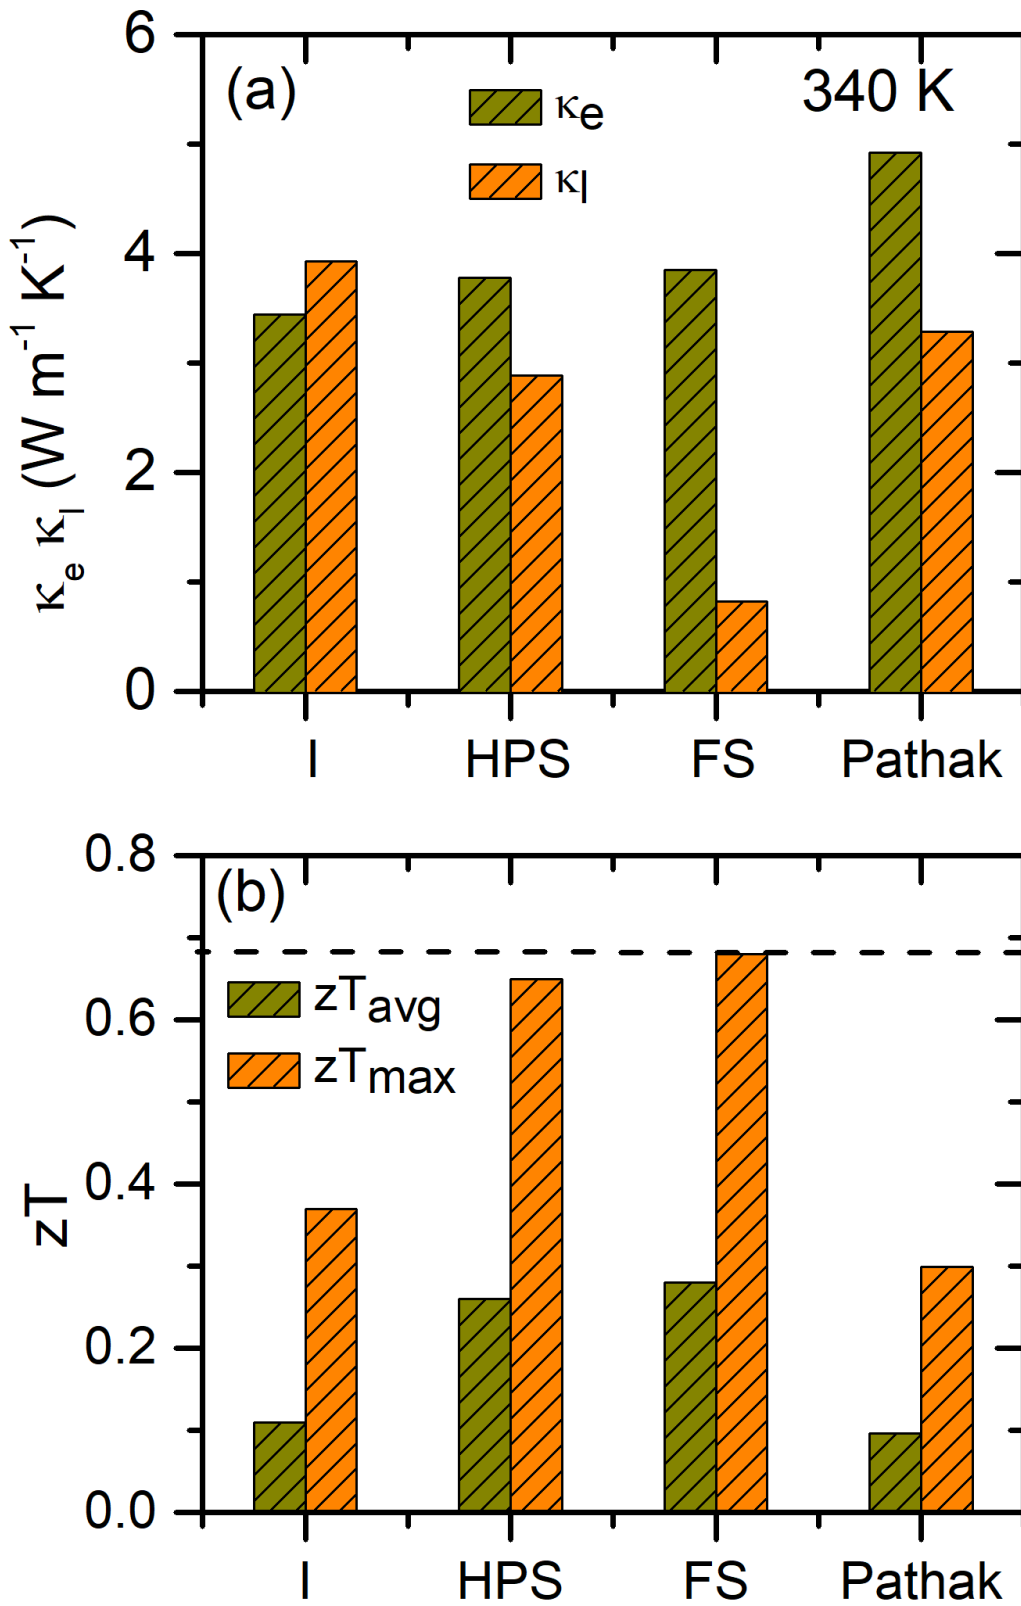 6
(a)
340 K
κe
κl
4
2
0
κe κl (W m-1 K-1)
I HPS FS Pathak
0.8
(b)
zTavg
zTmax
0.6
0.4
0.2
0.0
zT
I HPS FS Pathak